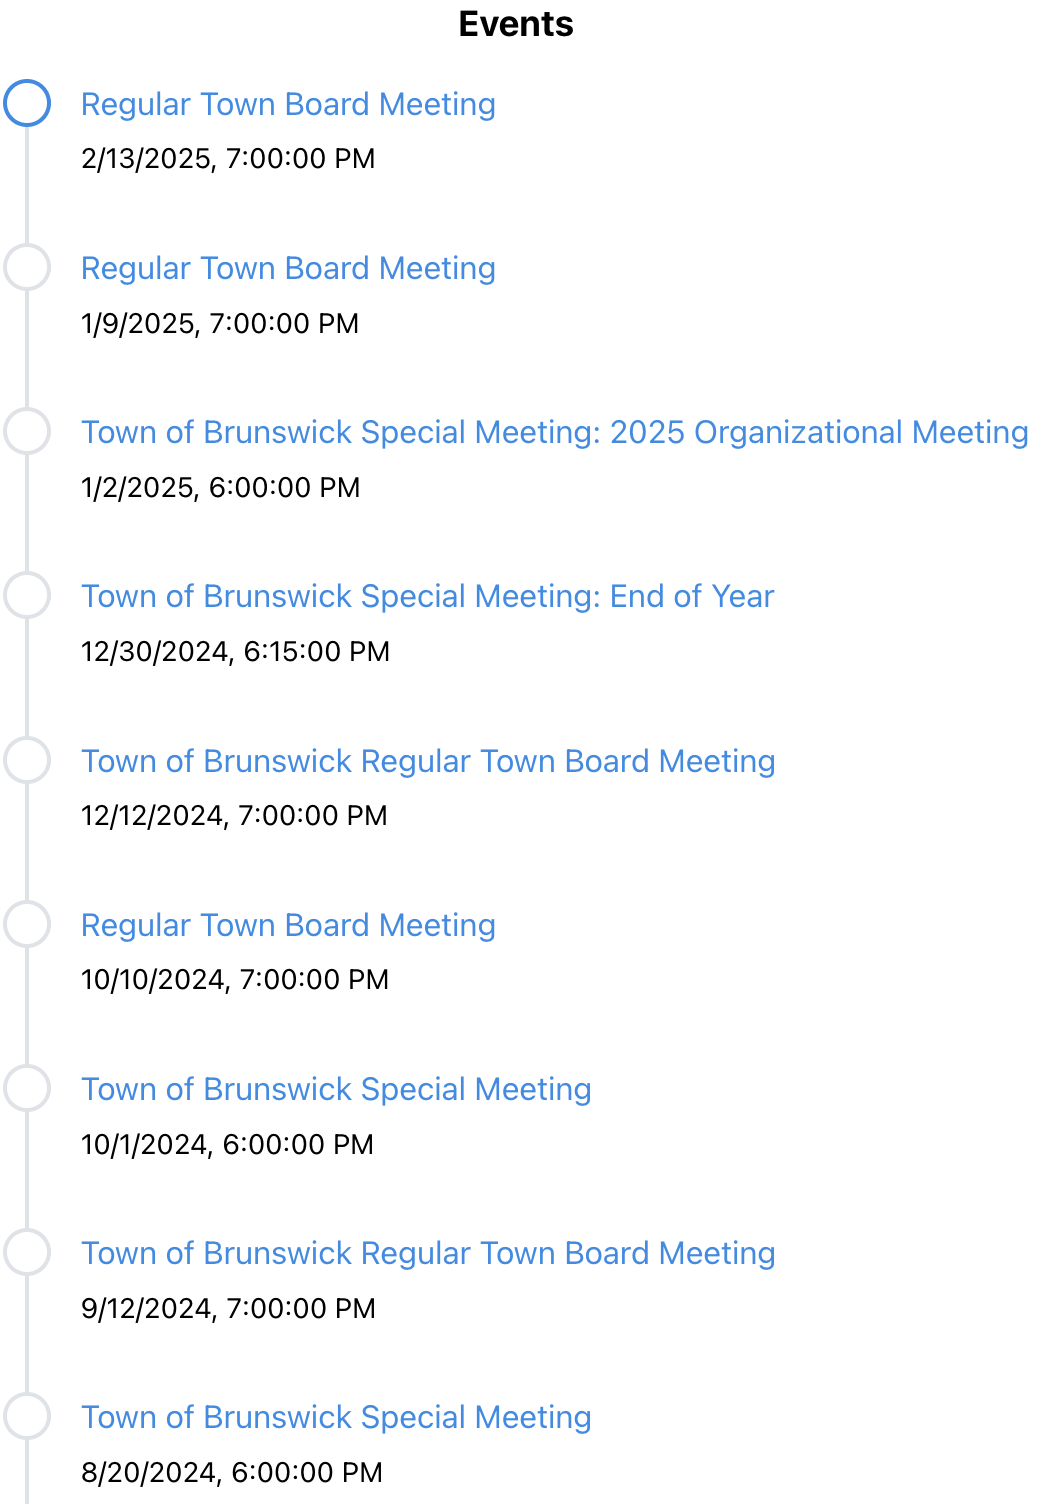 Events
Regular Town Board Meeting
2/13/2025, 7:00:00 PM
Regular Town Board Meeting
1/9/2025, 7:00:00 PM
Town of Brunswick Special Meeting: 2025 Organizational Meeting
1/2/2025, 6:00:00 PM
Town of Brunswick Special Meeting: End of Year
12/30/2024, 6:15:00 PM
Town of Brunswick Regular Town Board Meeting
12/12/2024, 7:00:00 PM
Regular Town Board Meeting
10/10/2024, 7:00:00 PM
Town of Brunswick Special Meeting
10/1/2024, 6:00:00 PM
Town of Brunswick Regular Town Board Meeting
9/12/2024, 7:00:00 PM
Town of Brunswick Special Meeting
8/20/2024, 6:00:00 PM